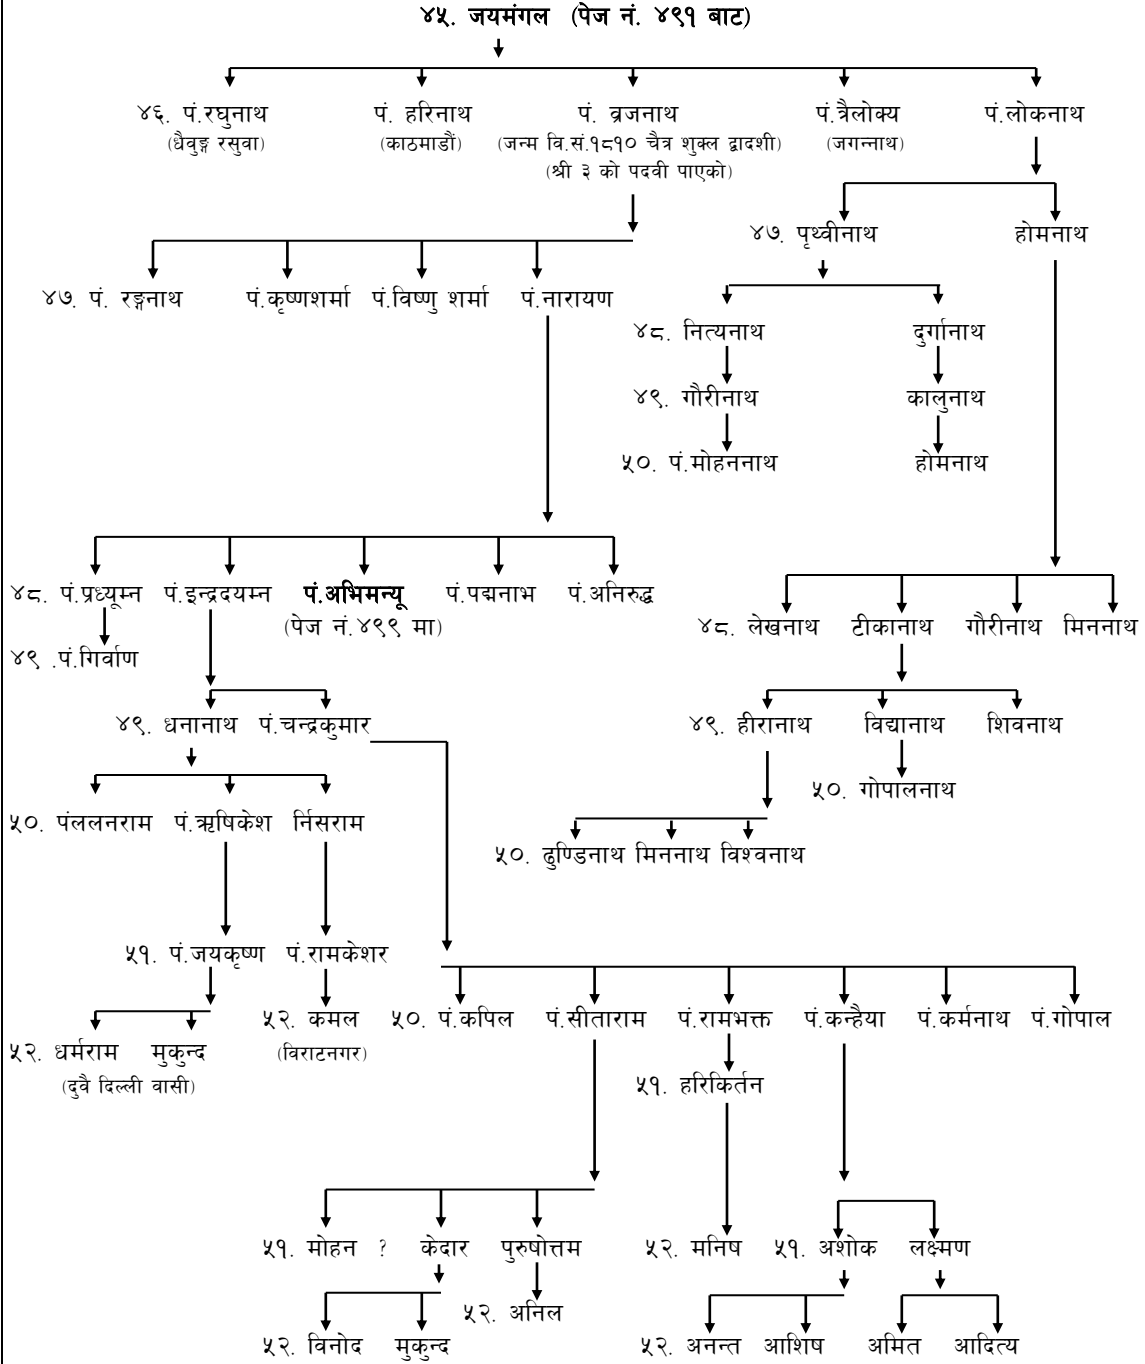 ४५. जयमंगल (पेज नं. ४९१ बाट)
४६. पं.रघुनाथ पं. हरिनाथ पं. व्रजनाथ पं.त्रैलोक्य पं.लोकनाथ
(धैवुङ्ग रसुवा) (काठमाडौं) (जन्म वि.सं.१८१० चैत्र शुक्ल द्वादशी) (जगन्नाथ)
(श्री ३ को पदवी पाएको)
४७. पृथ्वीनाथ होमनाथ
४७. पं. रङ्गनाथ पं.कृष्णशर्मा पं.विष्णु शर्मा पं.नारायण
४८. नित्यनाथ दुर्गानाथ
४९. गौरीनाथ कालुनाथ
५०. पं.मोहननाथ होमनाथ
४८. पं.प्रध्यूम्न पं.इन्द्रदयम्न पं.अभिमन्यू पं.पद्मनाभ पं.अनिरुद्ध
(पेज नं.४९९ मा) ४८. लेखनाथ टीकानाथ गौरीनाथ मिननाथ
४९ .पं.गिर्वाण
४९. धनानाथ पं.चन्द्रकुमार ४९. हीरानाथ विद्यानाथ शिवनाथ
५०. गोपालनाथ
५०. पंललनराम पं.ऋषिकेश र्निसराम
५०. ढुण्डिनाथ मिननाथ विश्वनाथ
५१. पं.जयकृष्ण पं.रामकेशर
५२. कमल ५०. पं.कपिल पं.सीताराम पं.रामभक्त पं.कन्हैया पं.कर्मनाथ पं.गोपाल
५२. धर्मराम मुकुन्द (विराटनगर)
(दुवै दिल्ली वासी) ५१. हरिकिर्तन
५१. मोहन ? केदार पुरुषोत्तम ५२. मनिष ५१. अशोक लक्ष्मण
५२. अनिल
५२. विनोद मुकुन्द ५२. अनन्त आशिष अमित आदित्य